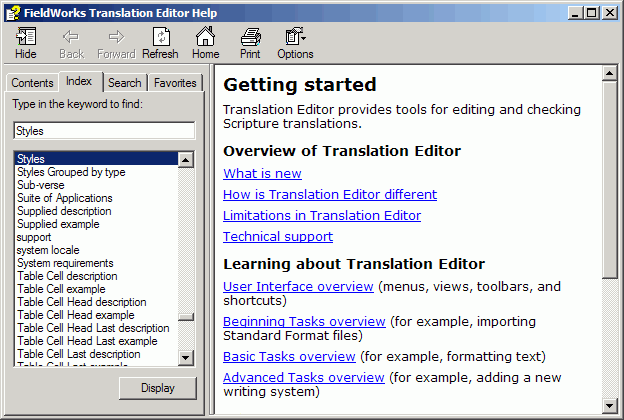 FieldWorks Translation Editor Help
Hide Back Forward Refresh Home Print Options
Contents Index Search Favorites
Type in the keyword to find:
Styles
Styles
Styles Grouped by type
Sub-verse
Suite of Applications
Supplied description
Supplied example
support
system locale
System requirements
Table Cell description
Table Cell example
Table Cell Head description
Table Cell Head example
Table Cell Head Last description
Table Cell Head Last example
Table Cell Last description
Table Cell Last example
Display
Getting started
Translation Editor provides tools for editing and checking
Scripture translations.
Overview of Translation Editor
What is new
How is Translation Editor different
Limitations in Translation Editor
Technical support
Learning about Translation Editor
User Interface overview (menus, views, toolbars, and
shortcuts)
Beginning Tasks overview (for example, importing
Standard Format files)
Basic Tasks overview (for example, formatting text)
Advanced Tasks overview (for example, adding a new
writing system)